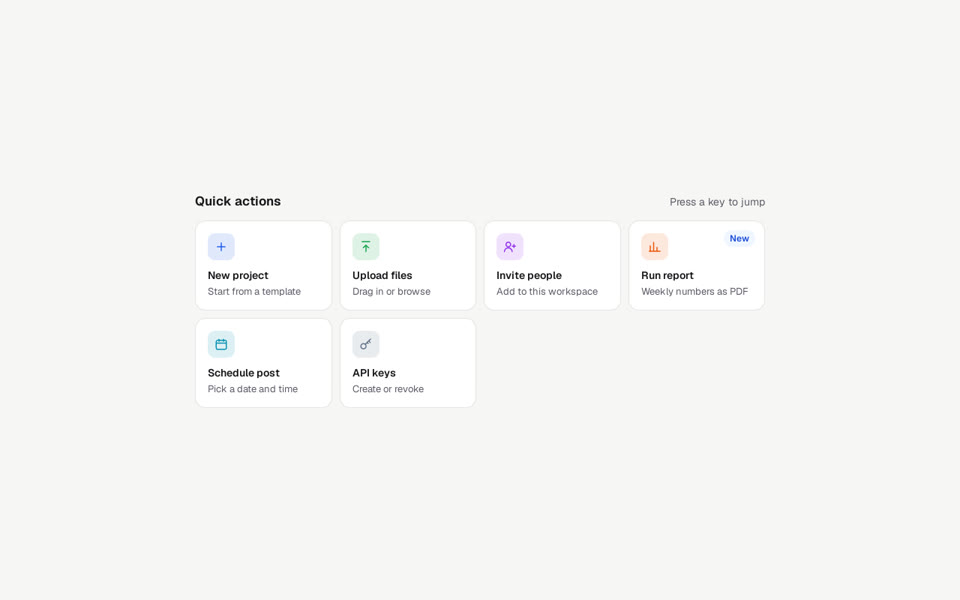 Quick actions
Press a key to jump
New project
Start from a template
Upload files
Drag in or browse
Invite people
Add to this workspace
New
Run report
Weekly numbers as PDF
Schedule post
Pick a date and time
API keys
Create or revoke